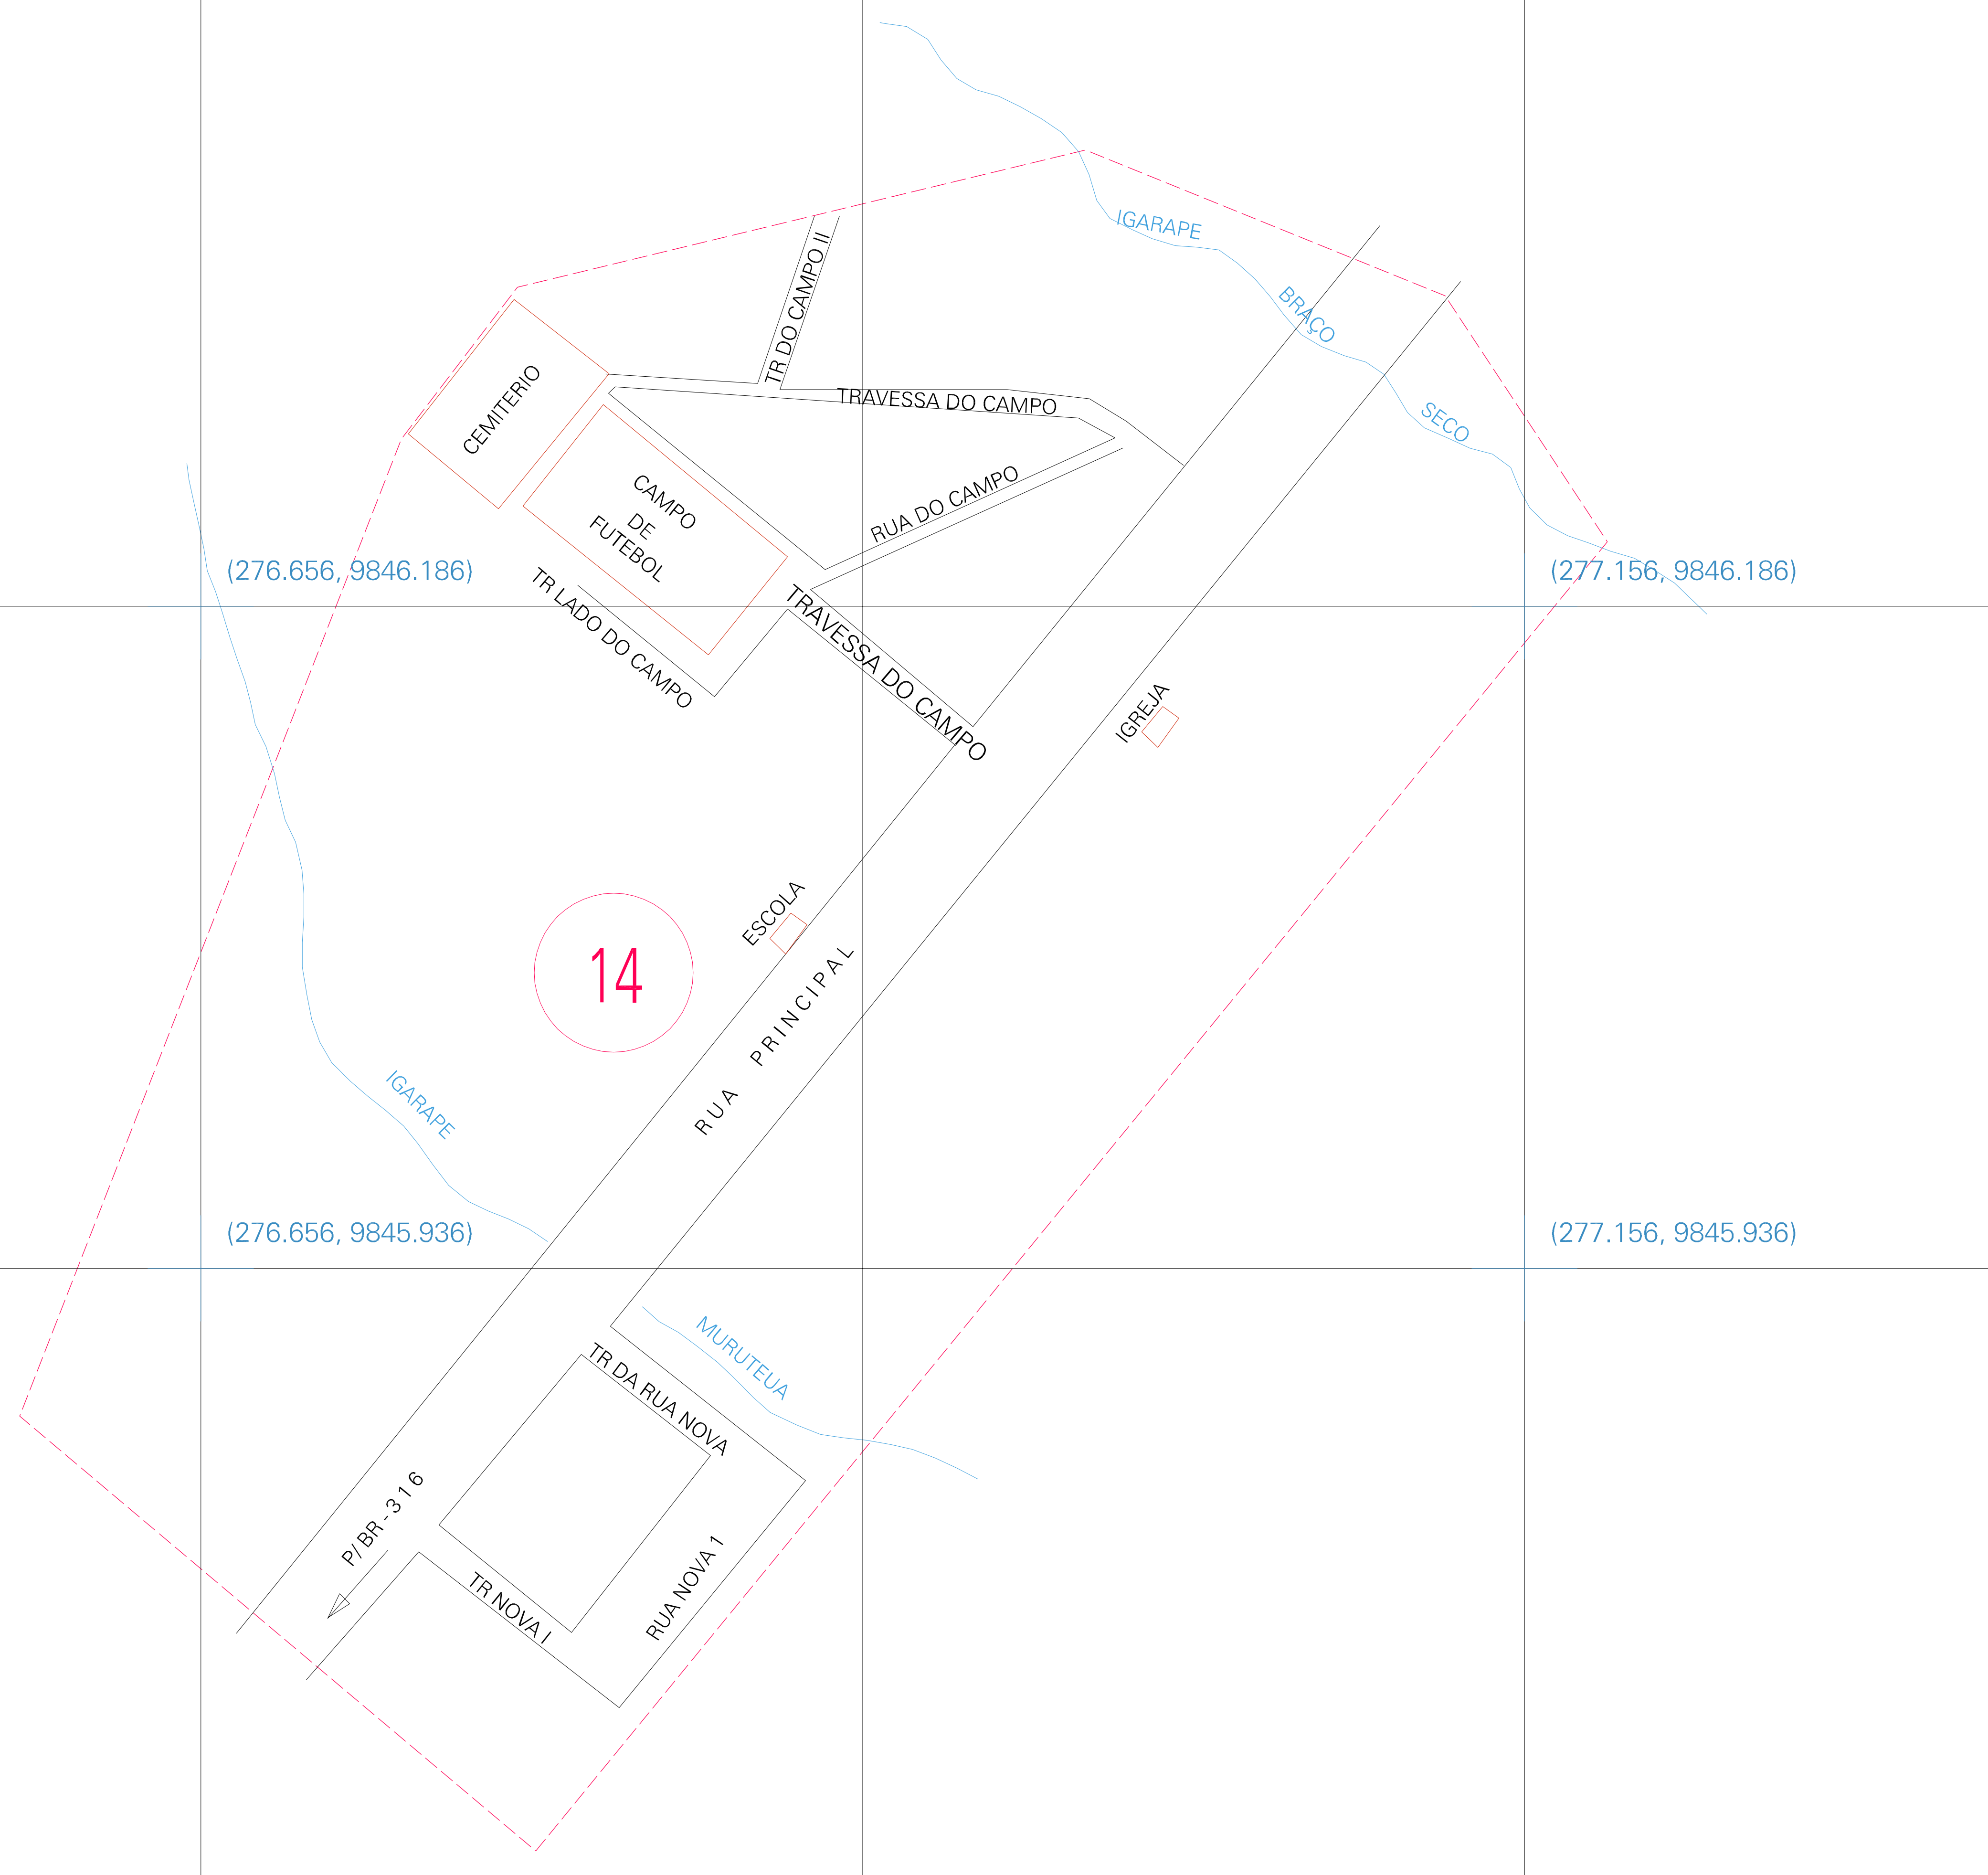 IGARAPE
BRAÇO
SECO
TR DO CAMPO II
TRAVESSA DO CAMPO
CEMITERIO
RUA DO CAMPO
CAMPO
DE
FUTEBOL
(276.656, 9846.186)
(277.156, 9846.186)
TR LADO DO CAMPO
TRAVESSA DO CAMPO
IGREJA
ESCOLA
14
RUA PRINCIPAL
IGARAPE
(276.656, 9845.936)
(277.156, 9845.936)
MURUTEUA
TR DA RUA NOVA
P/BR-316
TR NOVA I
RUA NOVA 1